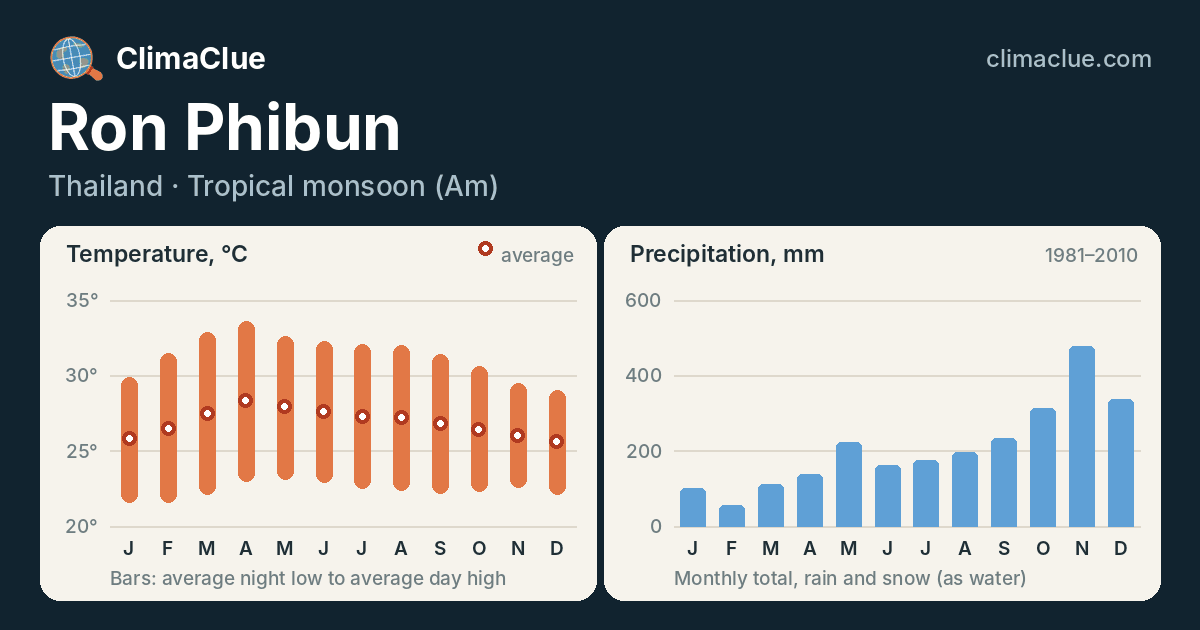 ClimaClue
climaclue.com
Ron Phibun
Thailand · Tropical monsoon (Am)
Temperature, °C
average
35°
30°
25°
20°
J F M A M J J A S O N D
Bars: average night low to average day high
Precipitation, mm
1981–2010
600
400
200
0
J F M A M J J A S O N D
Monthly total, rain and snow (as water)